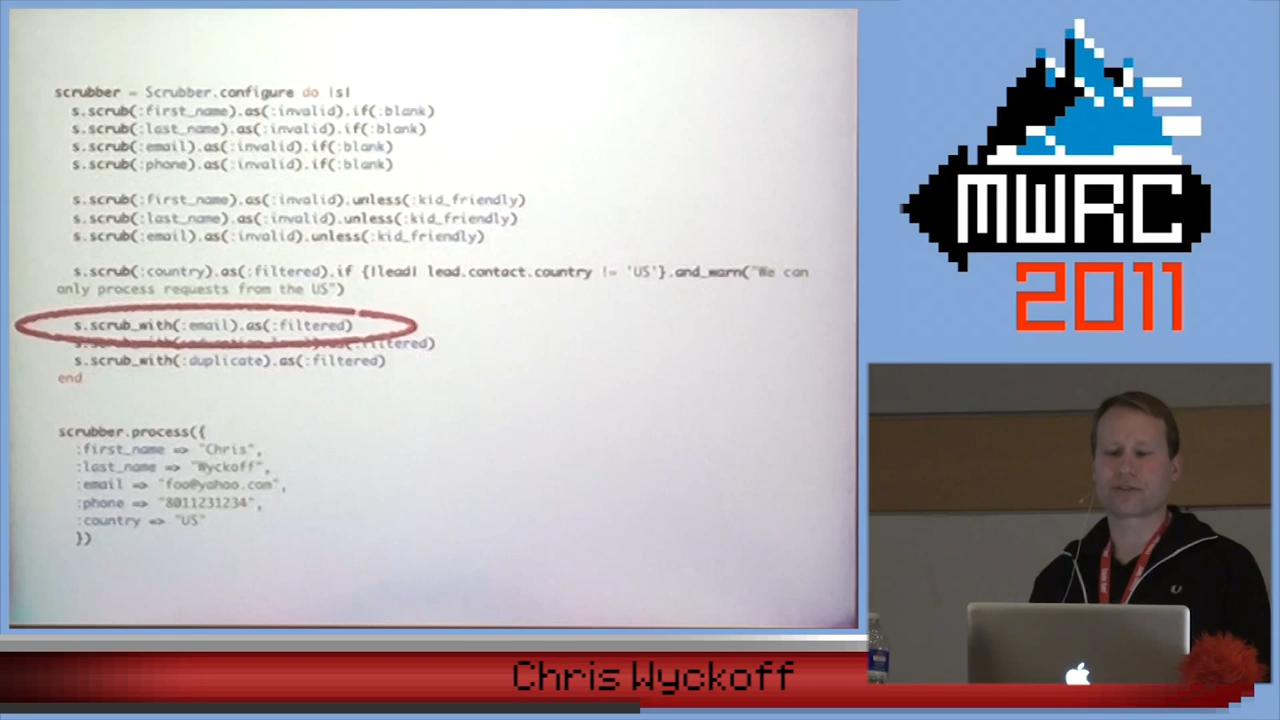 scrubber = Scrubber.configure do |s|
s.scrub(:first_name).as(:invalid).if(:blank)
s.scrub(:last_name).as(:invalid).if(:blank)
s.scrub(:email).as(:invalid).if(:blank)
s.scrub(:phone).as(:invalid).if(:blank)
s.scrub(:first_name).as(:invalid).unless(:kid_friendly)
s.scrub(:last_name).as(:invalid).unless(:kid_friendly)
s.scrub(:email).as(:invalid).unless(:kid_friendly)
s.scrub(:country).as(:filtered).if {|lead| lead.contact.country != 'US'}.and_warn("We can
only process requests from the US")
s.scrub_with(:email).as(:filtered)
(:filtered)
s.scrub_with(:duplicate).as(:filtered)
end
scrubber.process({
:first_name => "Chris",
:last_name => "Wyckoff",
:email => "foo@yahoo.com",
:phone => "8011231234",
:country => "US"
})
MWRC
2011
Chris Wyckoff